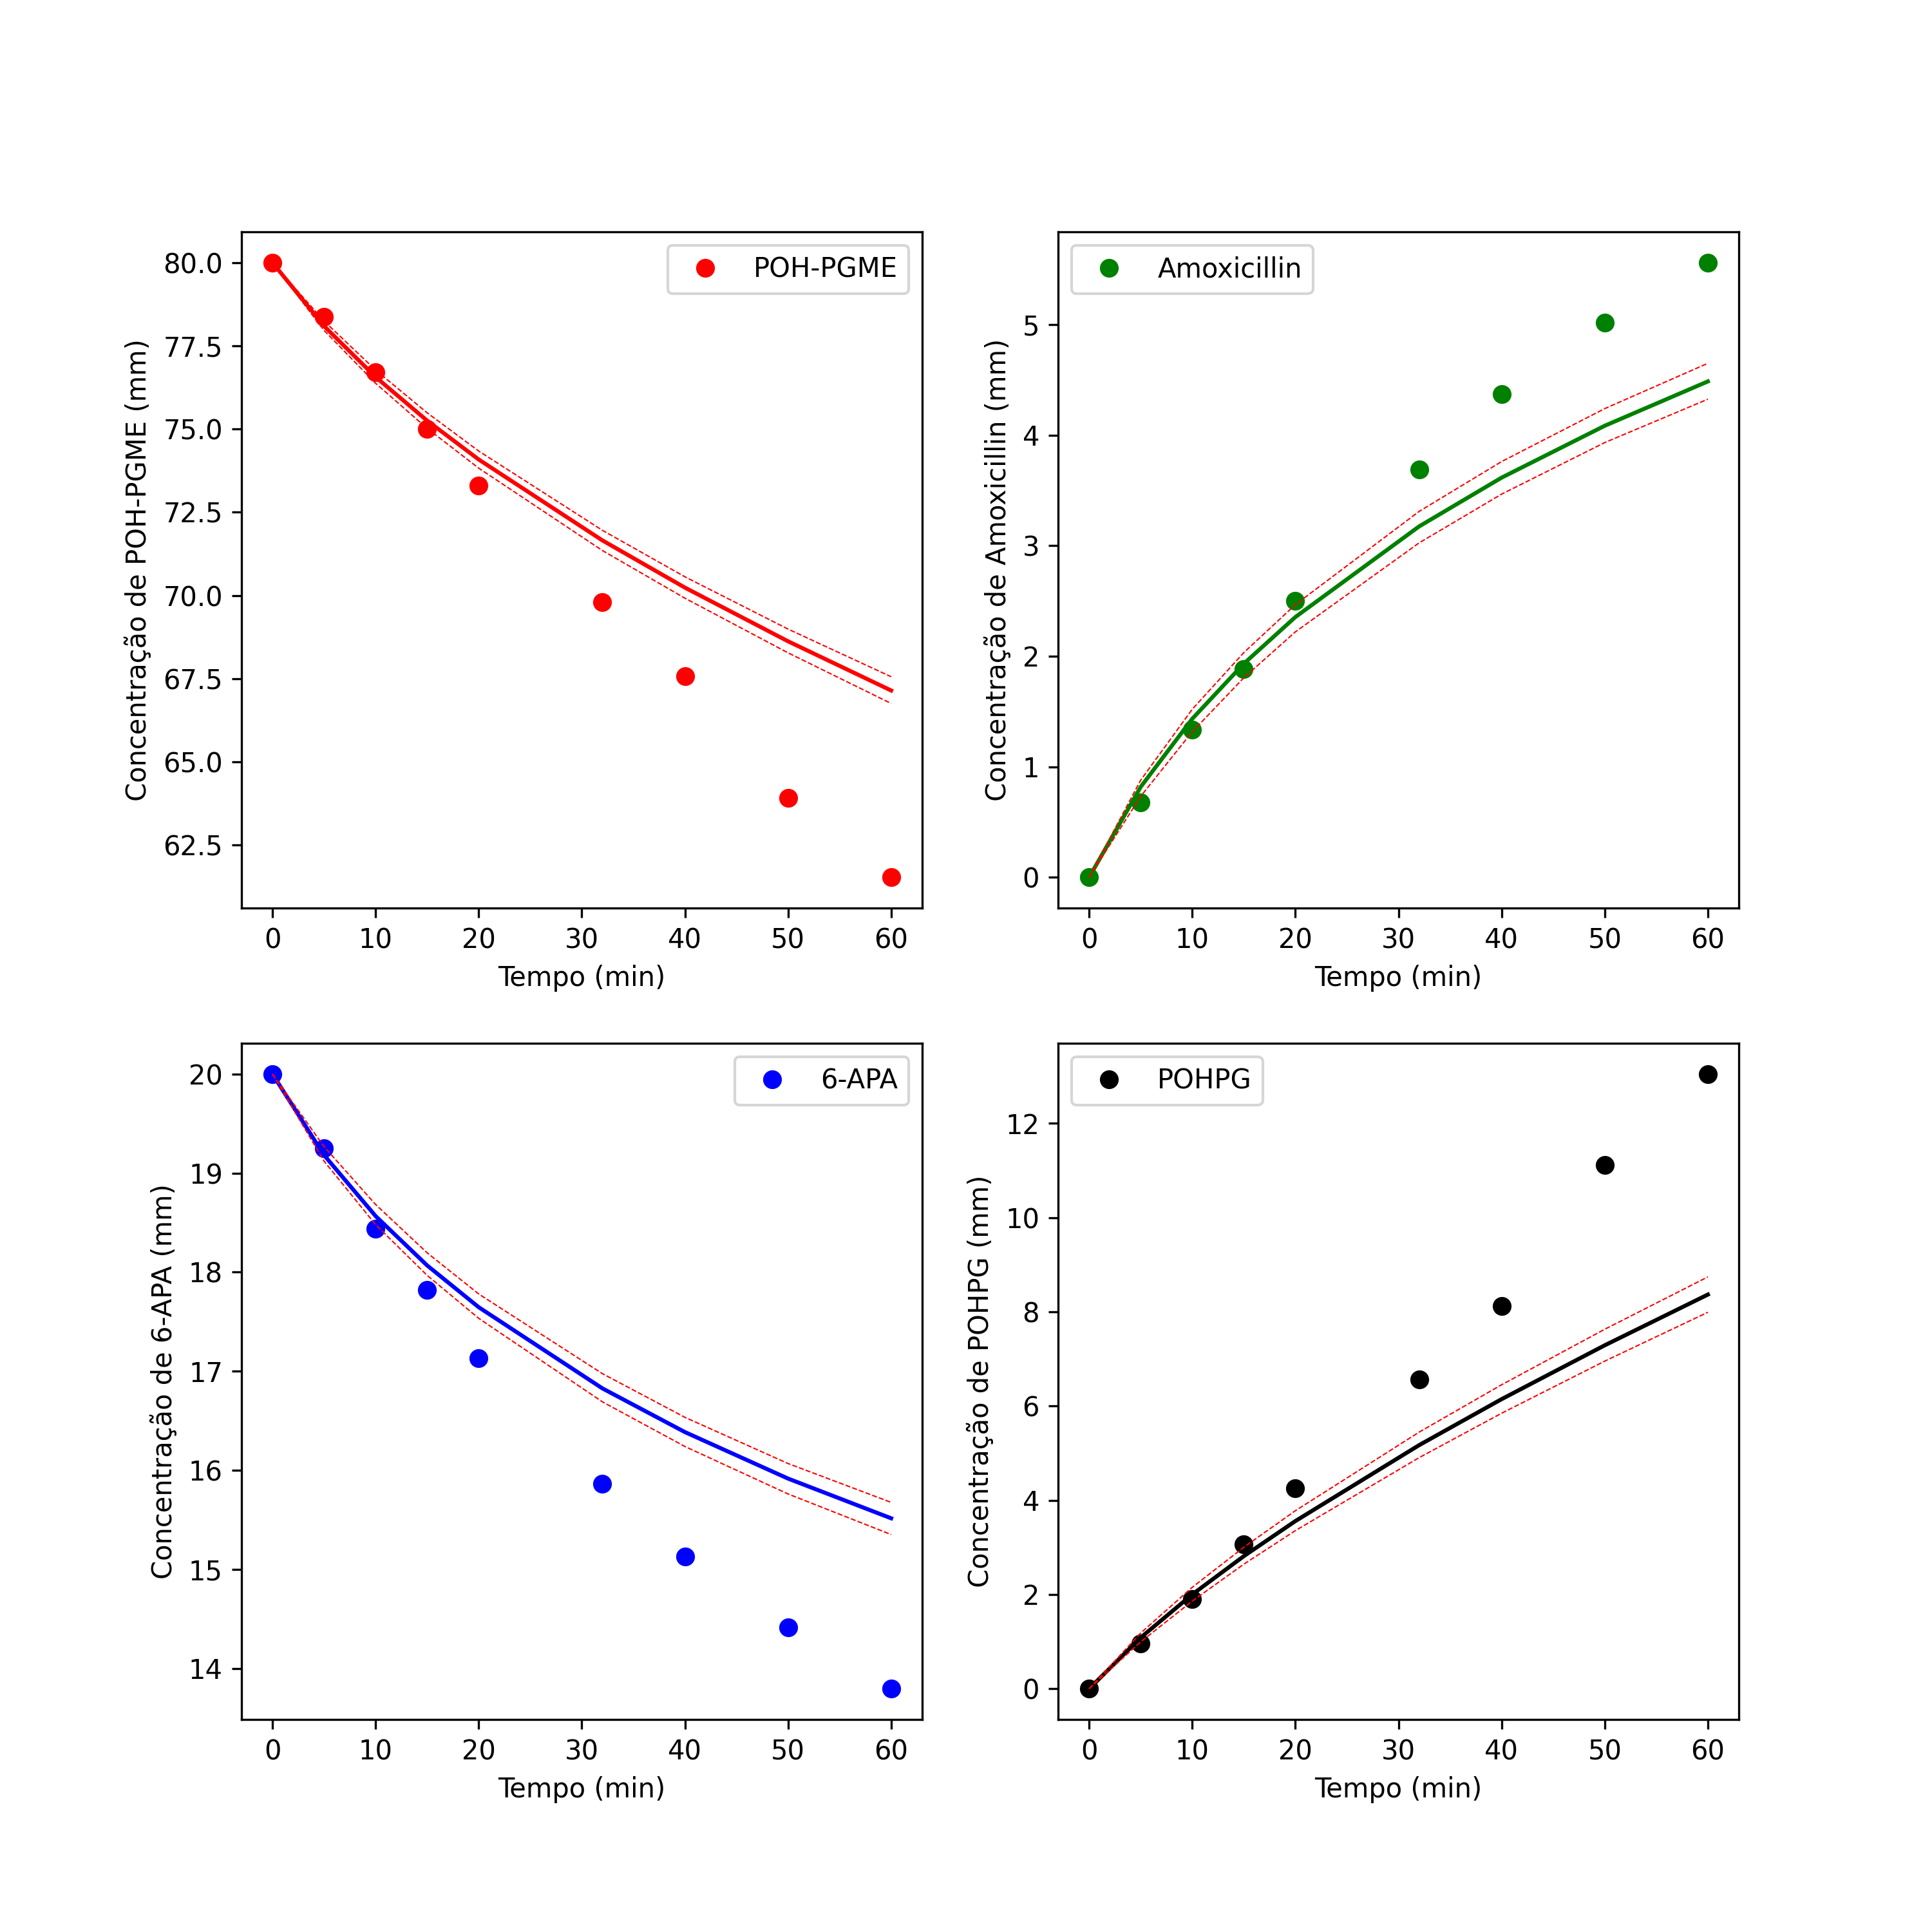 Concentração de POH-PGME (mm)
80.0
77.5
75.0
72.5
70.0
67.5
65.0
62.5
POH-PGME
0 10 20 30 40 50 60
Tempo (min)
Concentração de Amoxicillin (mm)
5
4
3
2
1
0
Amoxicillin
0 10 20 30 40 50 60
Tempo (min)
Concentração de 6-APA (mm)
20
19
18
17
16
15
14
6-APA
0 10 20 30 40 50 60
Tempo (min)
Concentração de POHPG (mm)
12
10
8
6
4
2
0
POHPG
0 10 20 30 40 50 60
Tempo (min)